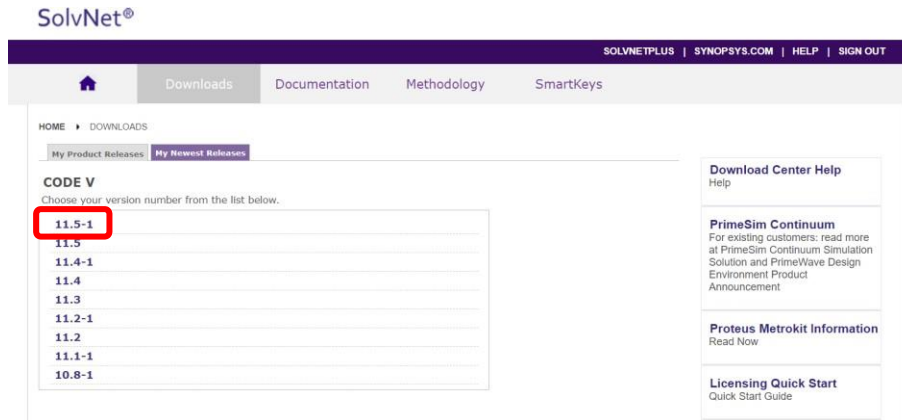 SolvNet®
SOLVNETPLUS | SYNOPSYS.COM | HELP | SIGN OUT
Downloads Documentation Methodology SmartKeys
HOME DOWNLOADS
My Product Releases My Newest Releases
CODE V
Choose your version number from the list below.
11.5-1
11.5
11.4-1
11.4
11.3
11.2-1
11.2
11.1-1
10.8-1
Download Center Help
Help
PrimeSim Continuum
For existing customers: read more
at PrimeSim Continuum Simulation
Solution and PrimeWave Design
Environment Product
Announcement
Proteus Metrokit Information
Read Now
Licensing Quick Start
Quick Start Guide